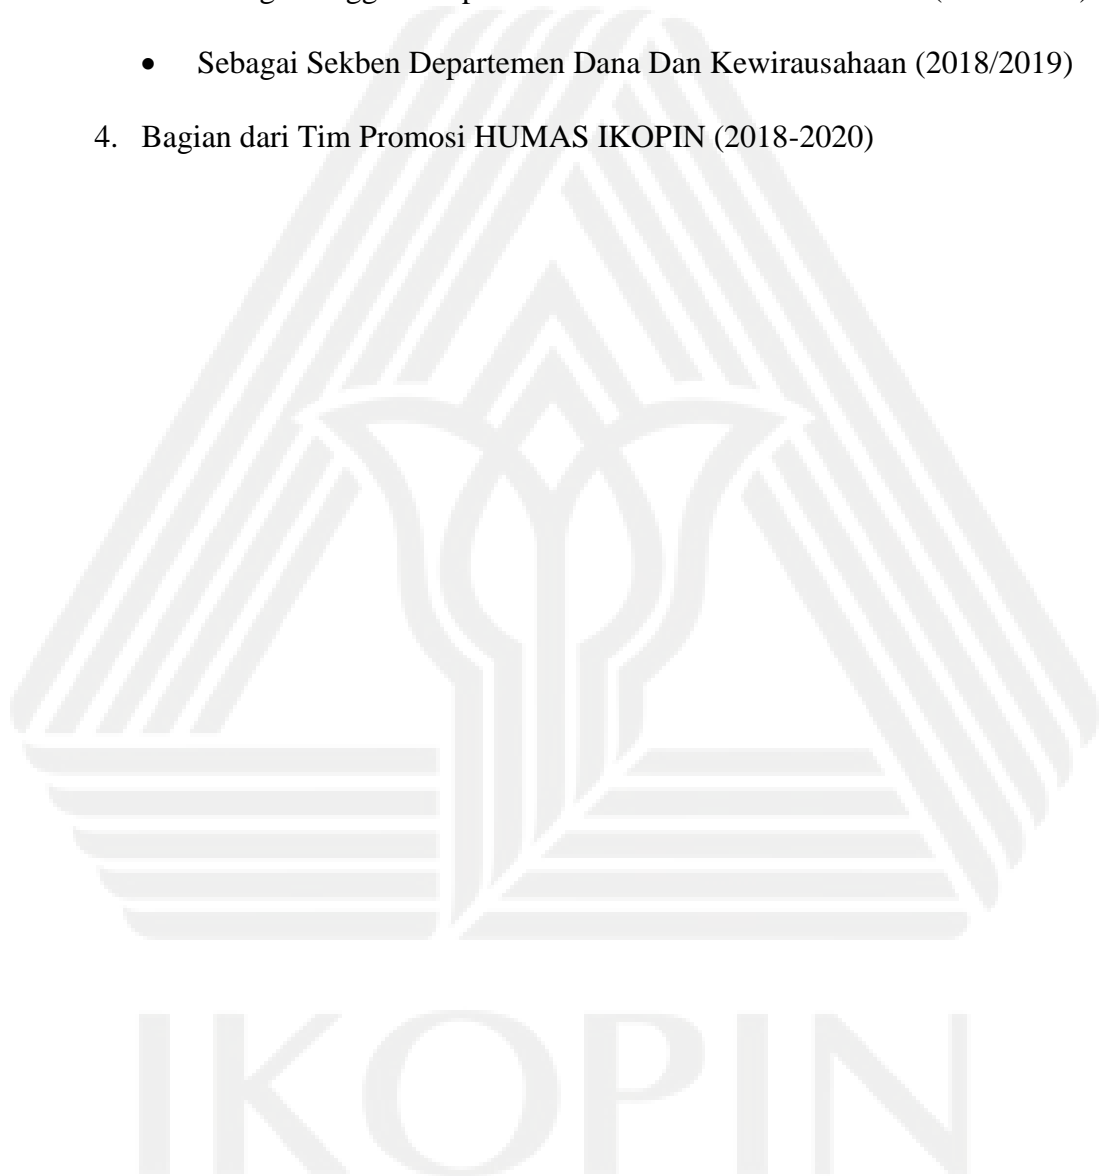 • Sebagai Sekben Departemen Dana Dan Kewirausahaan (2018/2019)
4. Bagian dari Tim Promosi HUMAS IKOPIN (2018-2020)
IKOPIN